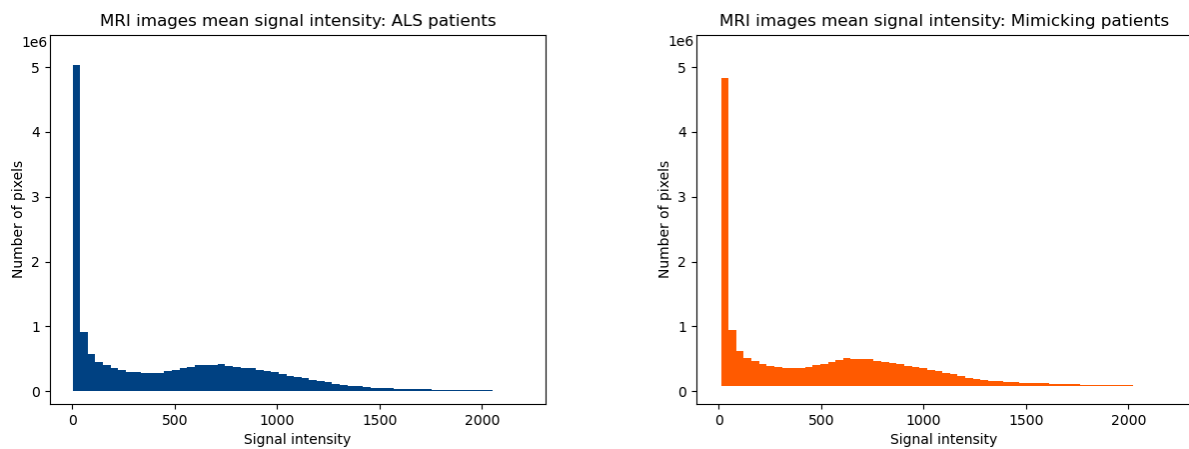 MRI images mean signal intensity: ALS patients
1e6
5
4
3
2
1
0
Number of pixels
0 500 1000 1500 2000
Signal intensity
MRI images mean signal intensity: Mimicking patients
1e6
5
4
3
2
1
0
Number of pixels
0 500 1000 1500 2000
Signal intensity